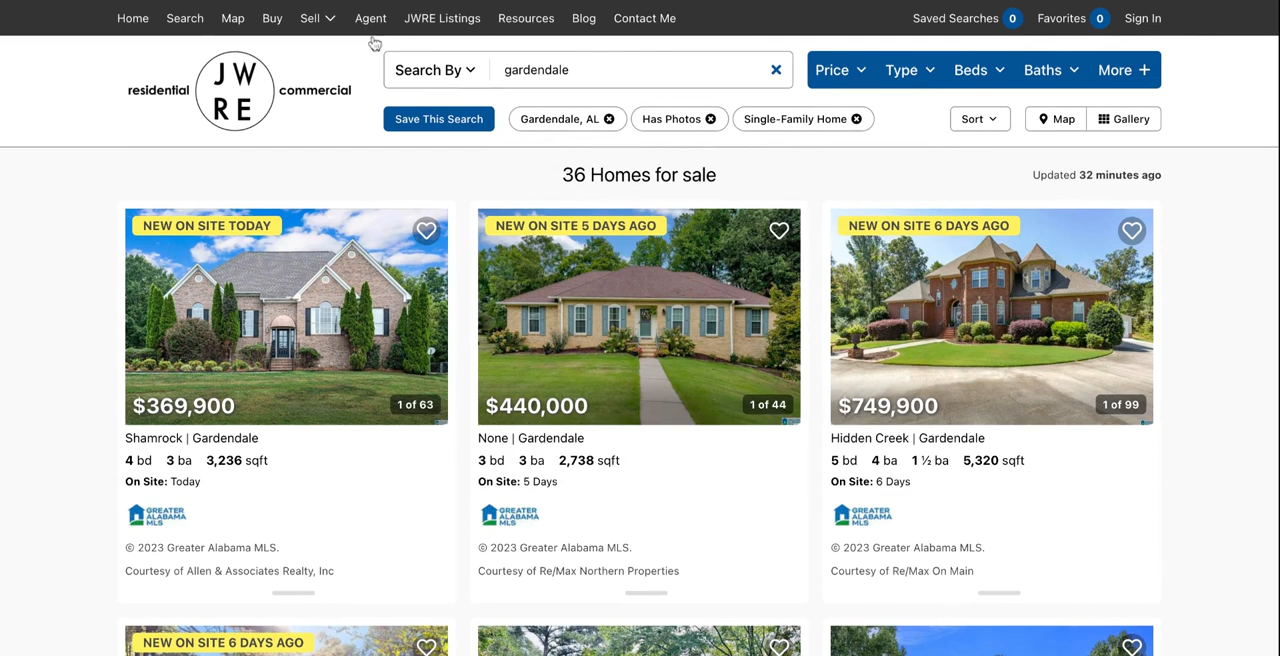 Home Search Map Buy Sell Agent JWRE Listings Resources Blog Contact Me Saved Searches 0 Favorites 0 Sign In
residential JW RE commercial
Search By gardendale Price Type Beds Baths More +
Save This Search Gardendale, AL Has Photos Single-Family Home Sort Map Gallery
36 Homes for sale Updated 32 minutes ago
NEW ON SITE TODAY NEW ON SITE 5 DAYS AGO NEW ON SITE 6 DAYS AGO
$369,900 1 of 63 $440,000 1 of 44 $749,900 1 of 99
Shamrock | Gardendale None | Gardendale Hidden Creek | Gardendale
4 bd 3 ba 3,236 sqft 3 bd 3 ba 2,738 sqft 5 bd 4 ba 1 ½ ba 5,320 sqft
On Site: Today On Site: 5 Days On Site: 6 Days
GREATER ALABAMA MLS GREATER ALABAMA MLS GREATER ALABAMA MLS
© 2023 Greater Alabama MLS. © 2023 Greater Alabama MLS. © 2023 Greater Alabama MLS.
Courtesy of Allen & Associates Realty, Inc Courtesy of Re/Max Northern Properties Courtesy of Re/Max On Main
NEW ON SITE 6 DAYS AGO